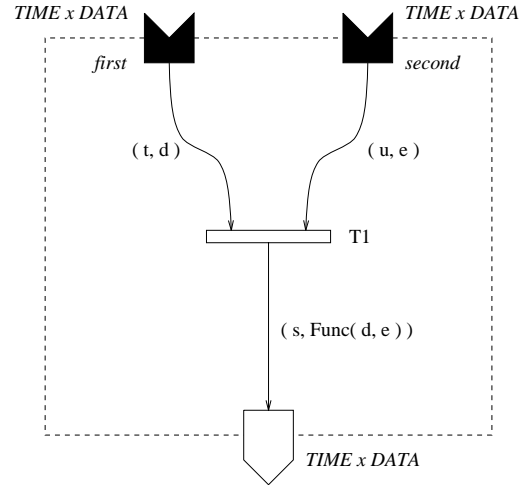 TIME x DATA
TIME x DATA
first
second
( t, d )
( u, e )
T1
( s, Func( d, e ) )
TIME x DATA